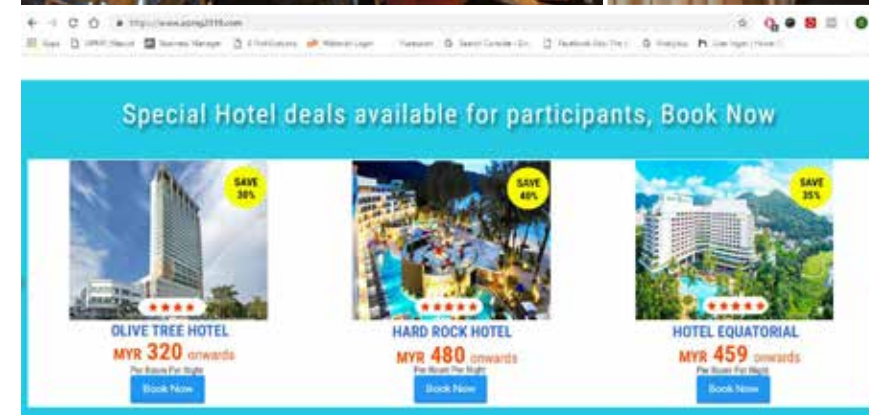 Special Hotel deals available for participants, Book Now
SAVE
30%
OLIVE TREE HOTEL
MYR 320 onwards
Per Room Per Night
Book Now
SAVE
40%
HARD ROCK HOTEL
MYR 480 onwards
Per Room Per Night
Book Now
SAVE
35%
HOTEL EQUATORIAL
MYR 459 onwards
Per Room Per Night
Book Now